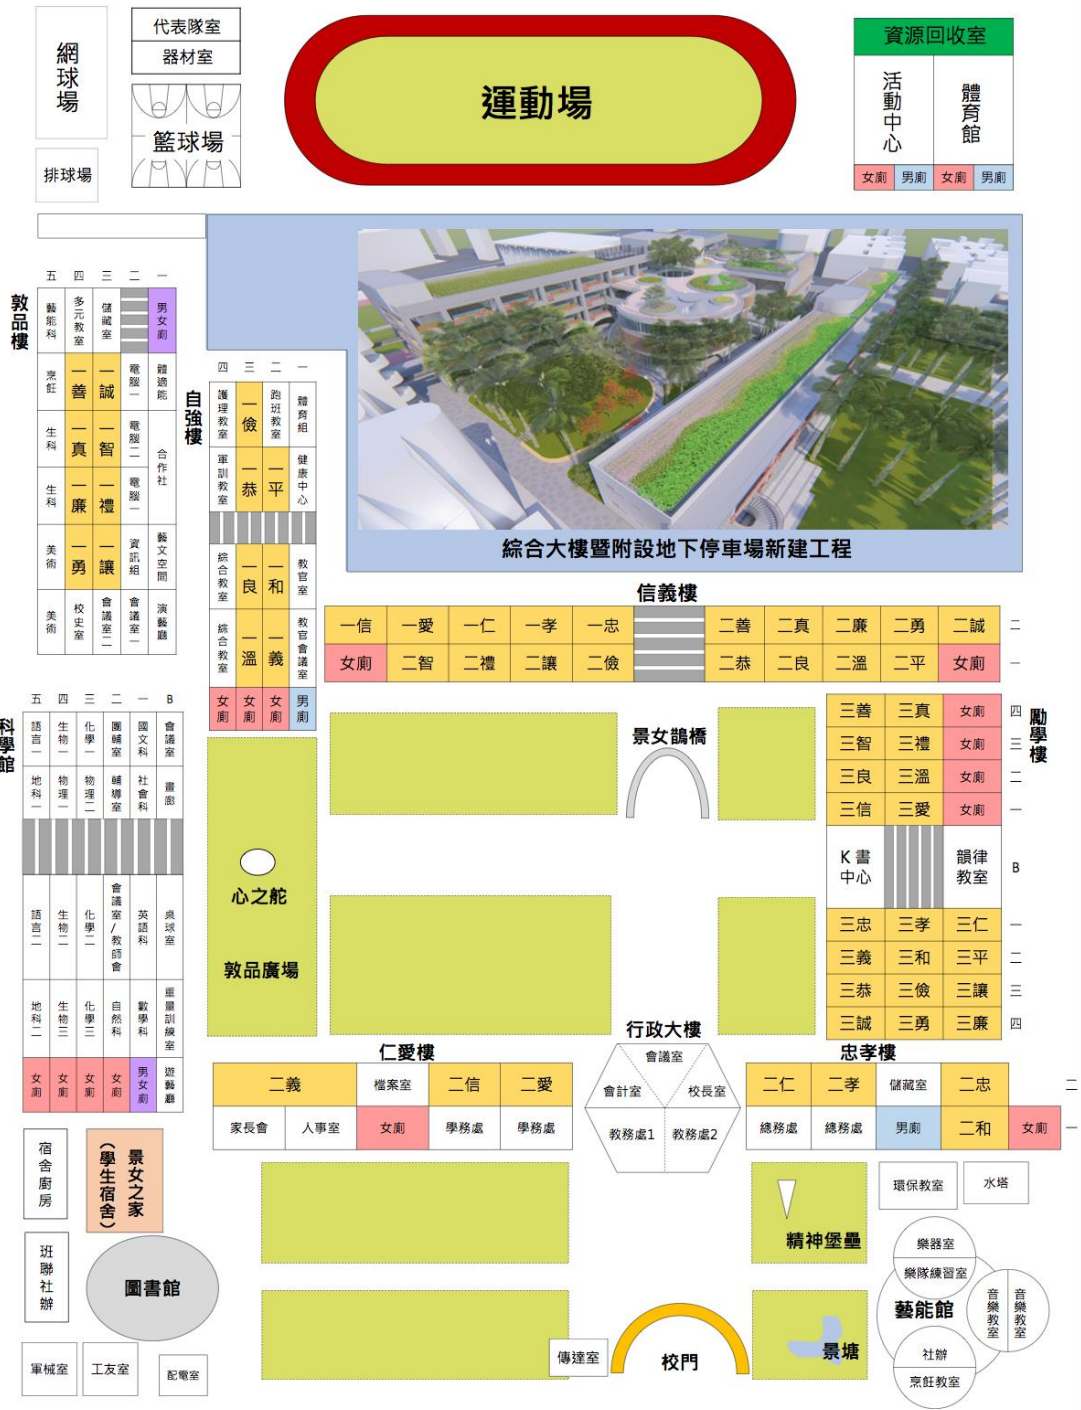 網球場
代表隊室
器材室
籃球場
排球場
運動場
資源回收室
活動中心
體育館
女廁 男廁 女廁 男廁
綜合大樓暨附設地下停車場新建工程
敦品樓
五 四 三 二 一
藝能科 多元教室 儲藏室 男女廁
烹飪 一善 一誠 電腦一 體適能
生科 一真 一智 電腦二 合作社
生科 一廉 一禮 電腦一
美術 一勇 一讓 資訊組 藝文空間
美術 校史室 會議室二 會議室一 演藝廳
自強樓
四 三 二 一
護理教室 一儉 跑班教室 體育組
軍訓教室 一恭 一平 健康中心
綜合教室 一良 一和 教官室
綜合教室 一溫 一義 教官會議室
女廁 女廁 女廁 男廁
信義樓
一信 一愛 一仁 一孝 一忠 二善 二真 二廉 二勇 二誠 二
女廁 二智 二禮 二讓 二儉 二恭 二良 二溫 二平 女廁 一
科學館
五 四 三 二 一 B
語言一 生物一 化學一 團輔室 國文科 會議室
地科一 物理一 物理二 輔導室 社會科 畫廊
語言二 生物二 化學二 會議室/教師會 英語科 桌球室
地科二 生物三 化學三 自然科 數學科 重量訓練室
女廁 女廁 女廁 女廁 男女廁 遊藝廳
心之舵
敦品廣場
景女鵲橋
勵學樓
三善 三真 女廁 四
三智 三禮 女廁 三
三良 三溫 女廁 二
三信 三愛 女廁 一
K書中心 韻律教室 B
三忠 三孝 三仁 一
三義 三和 三平 二
三恭 三儉 三讓 三
三誠 三勇 三廉 四
仁愛樓
二義 檔案室 二信 二愛
家長會 人事室 女廁 學務處 學務處
行政大樓
會議室
會計室 校長室
教務處1 教務處2
忠孝樓
二仁 二孝 儲藏室 二忠 二
總務處 總務處 男廁 二和 女廁 一
宿舍廚房
景女之家
(學生宿舍)
班聯社辦
圖書館
軍械室 工友室 配電室
傳達室
校門
精神堡壘
景塘
環保教室 水塔
樂器室
樂隊練習室
藝能館
音樂教室 音樂教室
社辦
烹飪教室